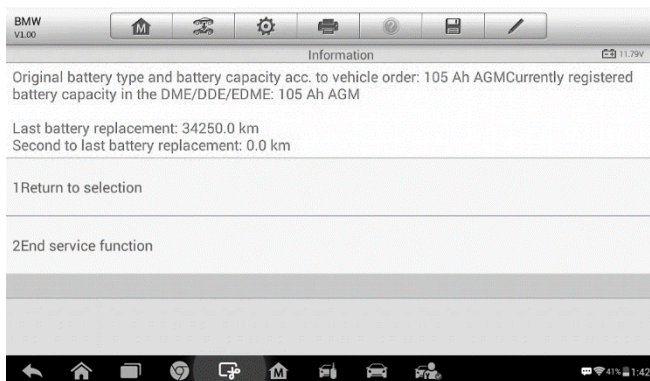 BMW
V1.00
Information
11.79V
Original battery type and battery capacity acc. to vehicle order: 105 Ah AGMCurrently registered
battery capacity in the DME/DDE/EDME: 105 Ah AGM
Last battery replacement: 34250.0 km
Second to last battery replacement: 0.0 km
1Return to selection
2End service function
41% 1:42